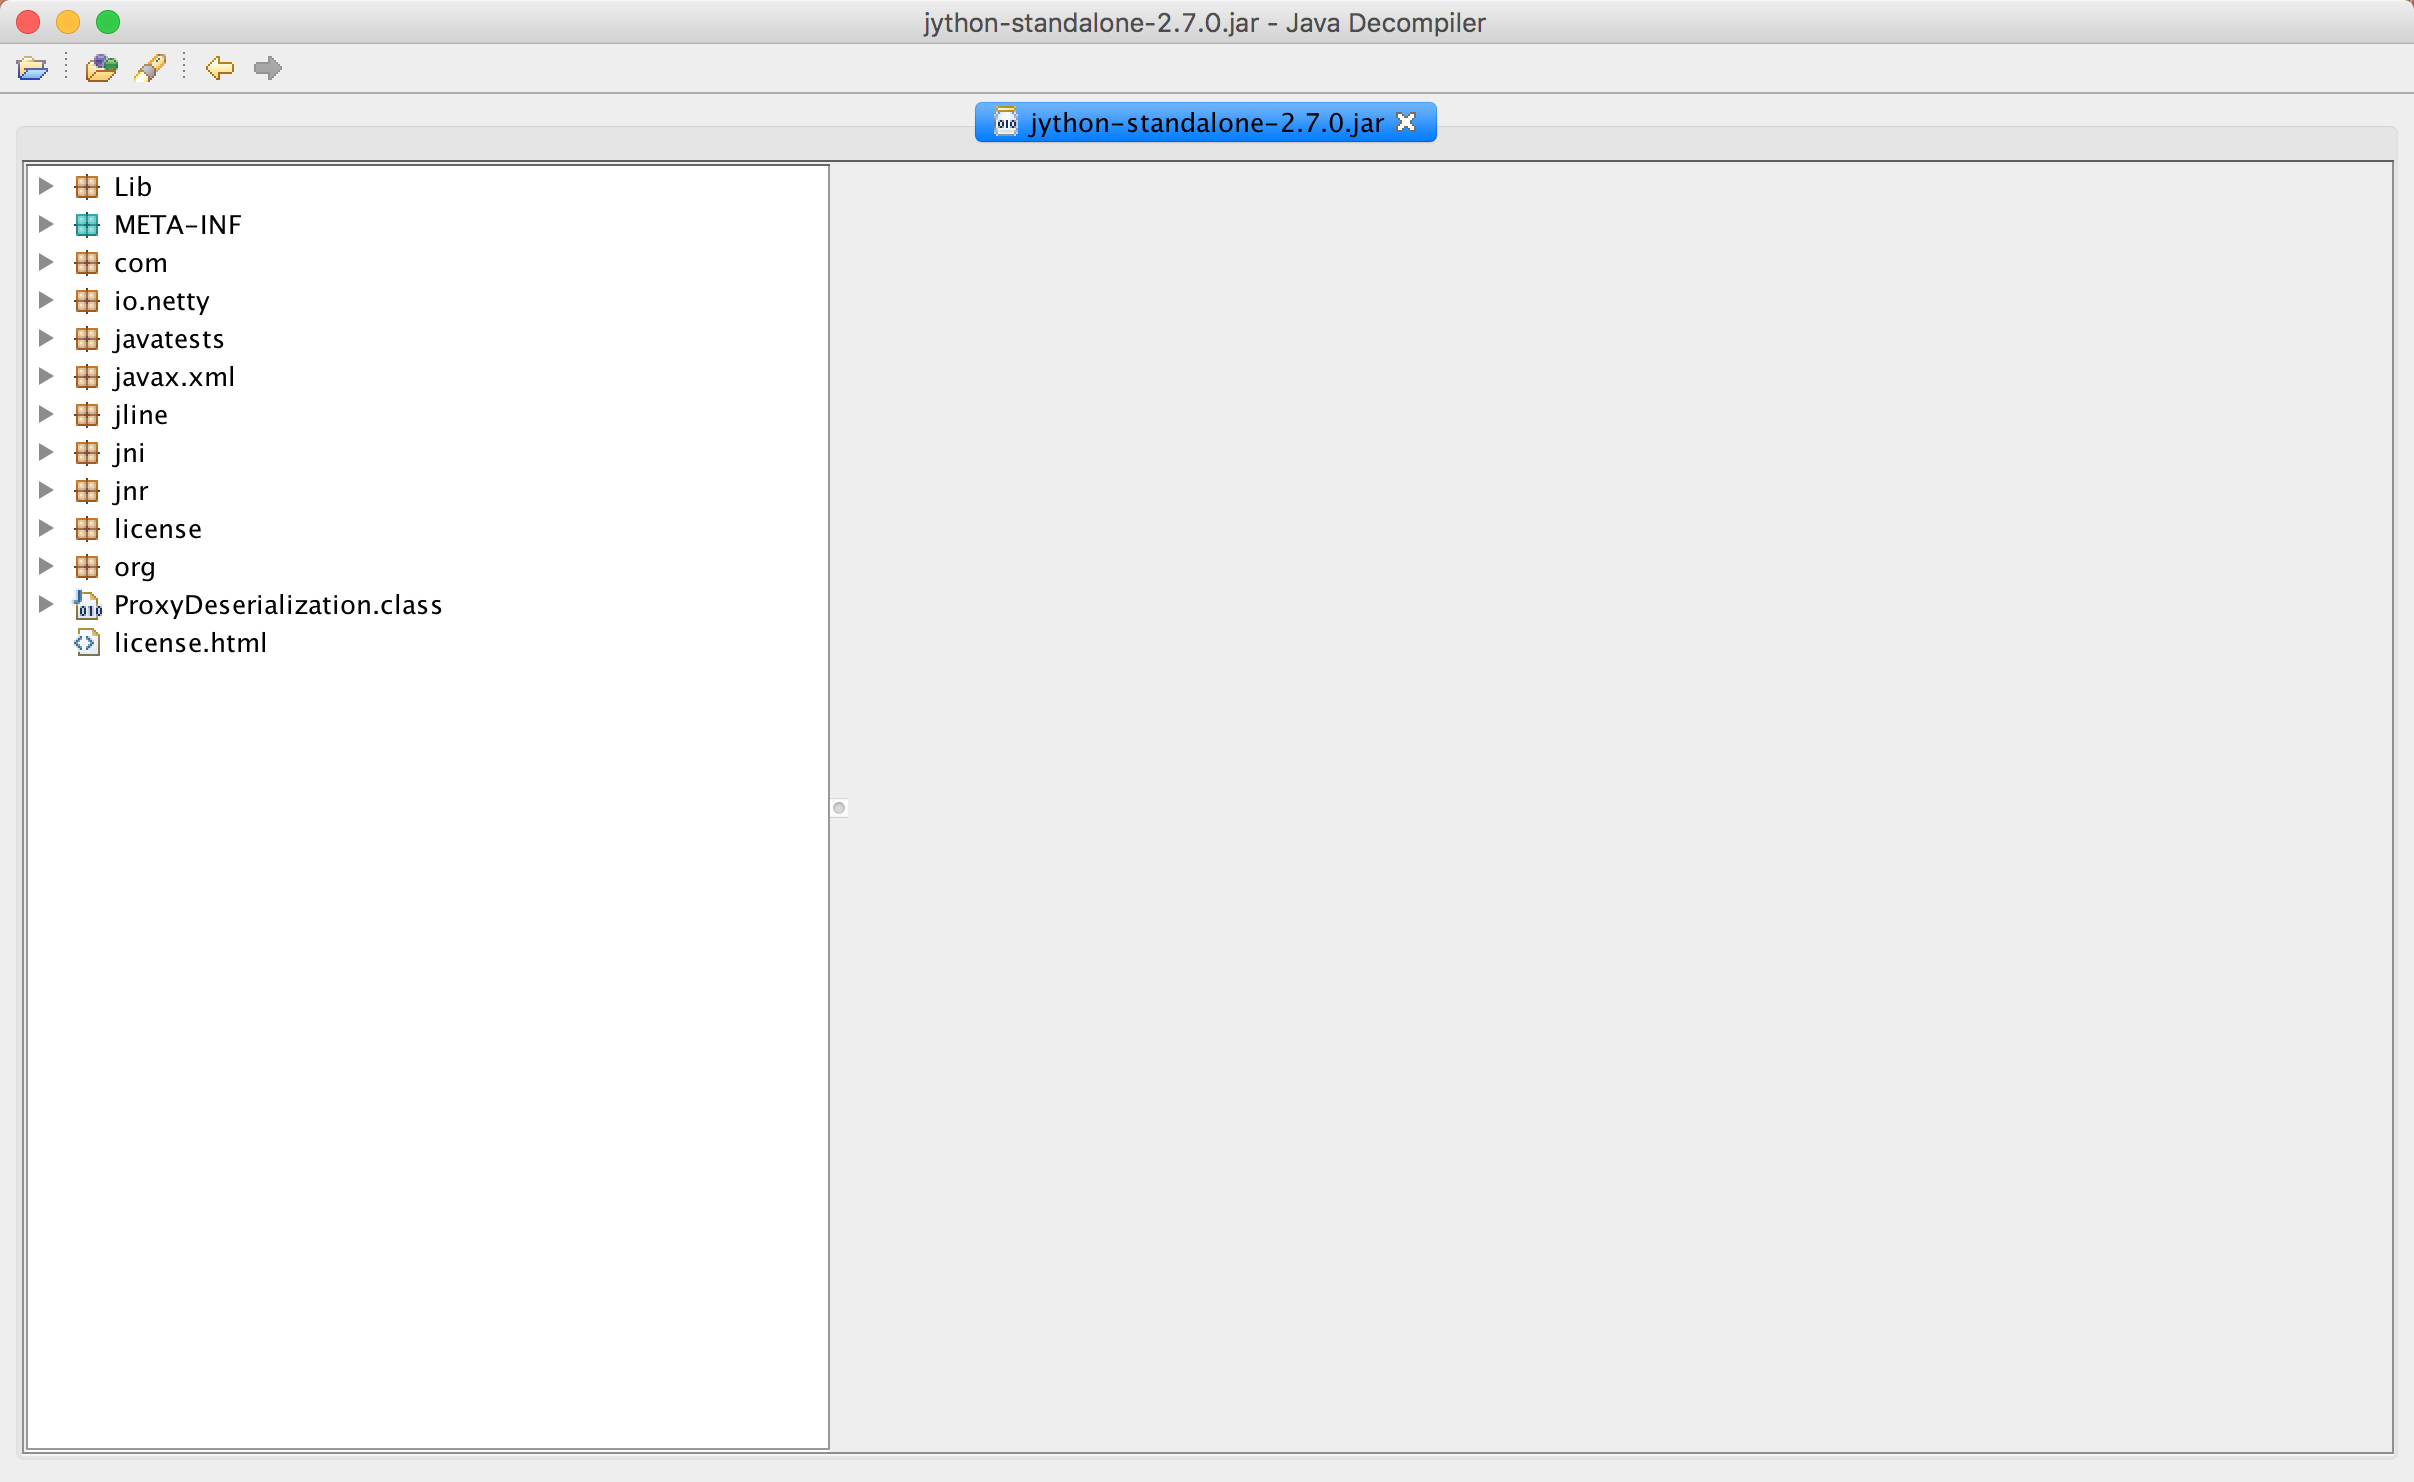 jython-standalone-2.7.0.jar - Java Decompiler
jython-standalone-2.7.0.jar
Lib
META-INF
com
io.netty
javatests
javax.xml
jline
jni
jnr
license
org
ProxyDeserialization.class
license.html